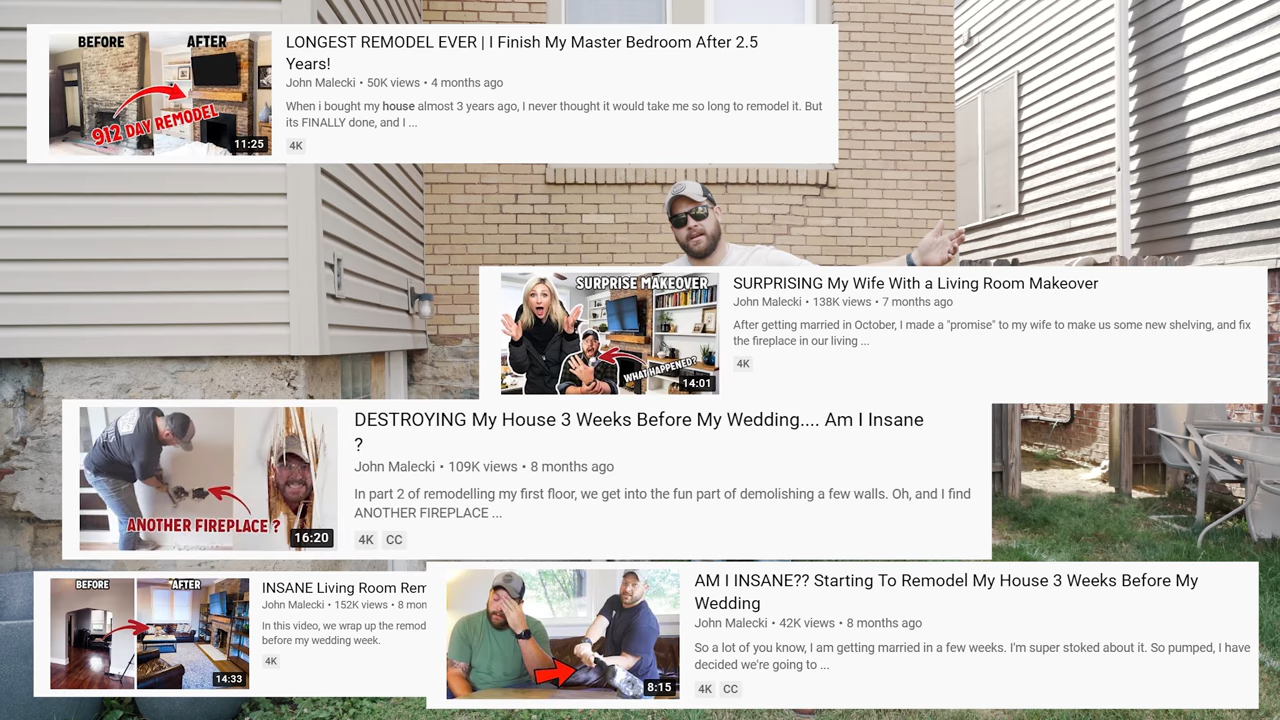 BEFORE
AFTER
912 DAY REMODEL
11:25
LONGEST REMODEL EVER | I Finish My Master Bedroom After 2.5
Years!
John Malecki • 50K views • 4 months ago
When i bought my house almost 3 years ago, I never thought it would take me so long to remodel it. But
its FINALLY done, and I ...
4K
SURPRISE MAKEOVER
WHAT HAPPENED?
14:01
SURPRISING My Wife With a Living Room Makeover
John Malecki • 138K views • 7 months ago
After getting married in October, I made a "promise" to my wife to make us some new shelving, and fix
the fireplace in our living ...
4K
ANOTHER FIREPLACE ?
16:20
DESTROYING My House 3 Weeks Before My Wedding.... Am I Insane
?
John Malecki • 109K views • 8 months ago
In part 2 of remodelling my first floor, we get into the fun part of demolishing a few walls. Oh, and I find
ANOTHER FIREPLACE ...
4K CC
BEFORE
AFTER
14:33
INSANE Living Room Rem
John Malecki • 152K views • 8 mon
In this video, we wrap up the remod
before my wedding week.
4K
8:15
AM I INSANE?? Starting To Remodel My House 3 Weeks Before My
Wedding
John Malecki • 42K views • 8 months ago
So a lot of you know, I am getting married in a few weeks. I'm super stoked about it. So pumped, I have
decided we're going to ...
4K CC